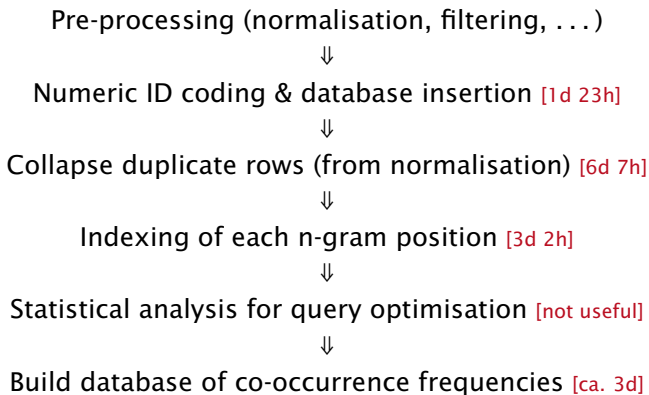 Pre-processing (normalisation, filtering, . . . )
⇓
Numeric ID coding & database insertion [1d 23h]
⇓
Collapse duplicate rows (from normalisation) [6d 7h]
⇓
Indexing of each n-gram position [3d 2h]
⇓
Statistical analysis for query optimisation [not useful]
⇓
Build database of co-occurrence frequencies [ca. 3d]